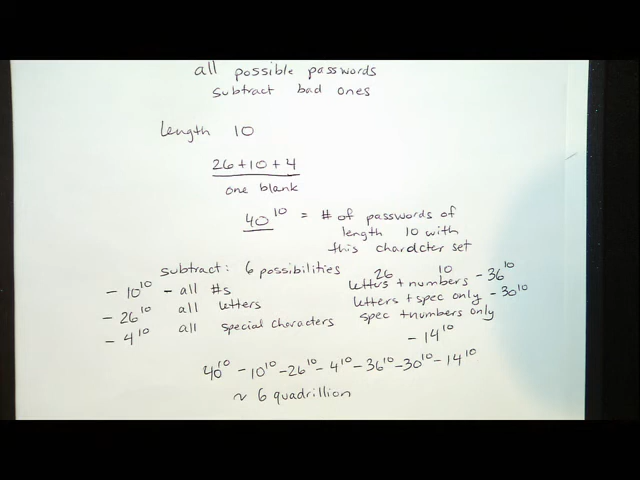 all possible passwords
subtract bad ones
length 10
26 + 10 + 4
one blank
40^10 = # of passwords of
length 10 with
this character set
subtract: 6 possibilities
- 10^10 - all #s
- 26^10 all letters
- 4^10 all special characters
26 10
letters + numbers - 36^10
letters + spec only - 30^10
spec + numbers only
- 14^10
40^10 - 10^10 - 26^10 - 4^10 - 36^10 - 30^10 - 14^10
~ 6 quadrillion